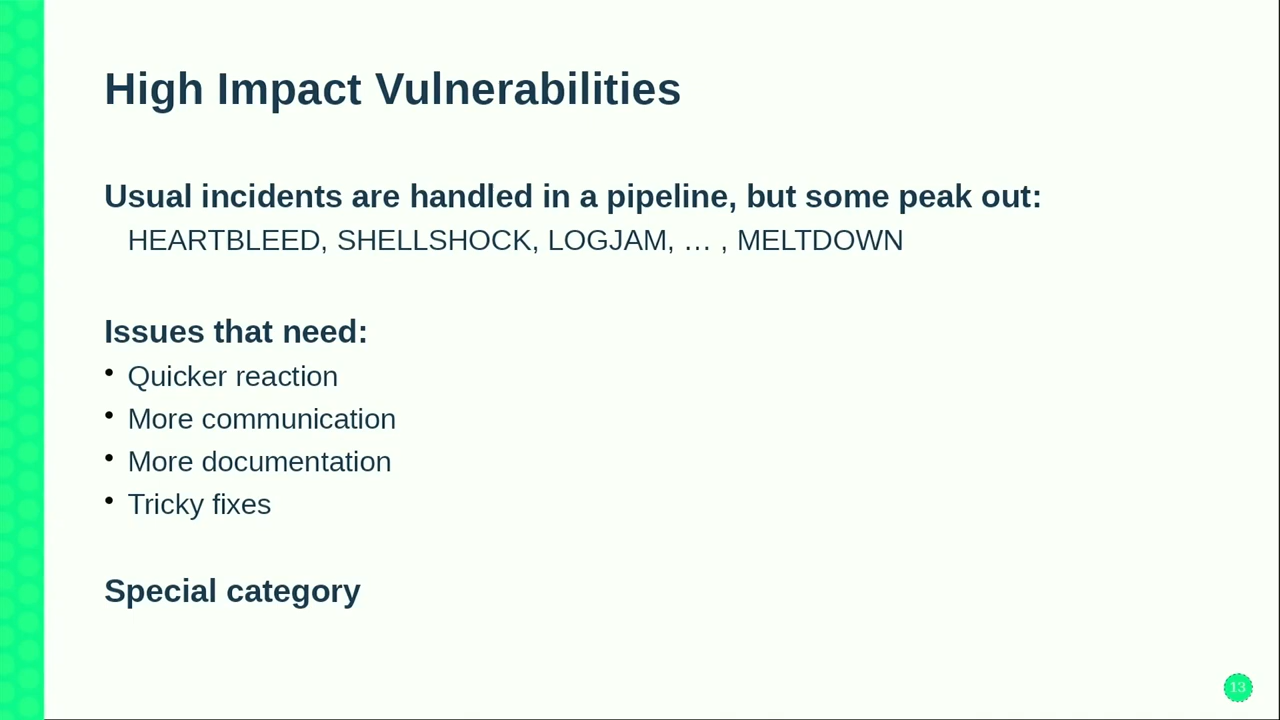 High Impact Vulnerabilities
Usual incidents are handled in a pipeline, but some peak out:
HEARTBLEED, SHELLSHOCK, LOGJAM, … , MELTDOWN
Issues that need:
• Quicker reaction
• More communication
• More documentation
• Tricky fixes
Special category
13